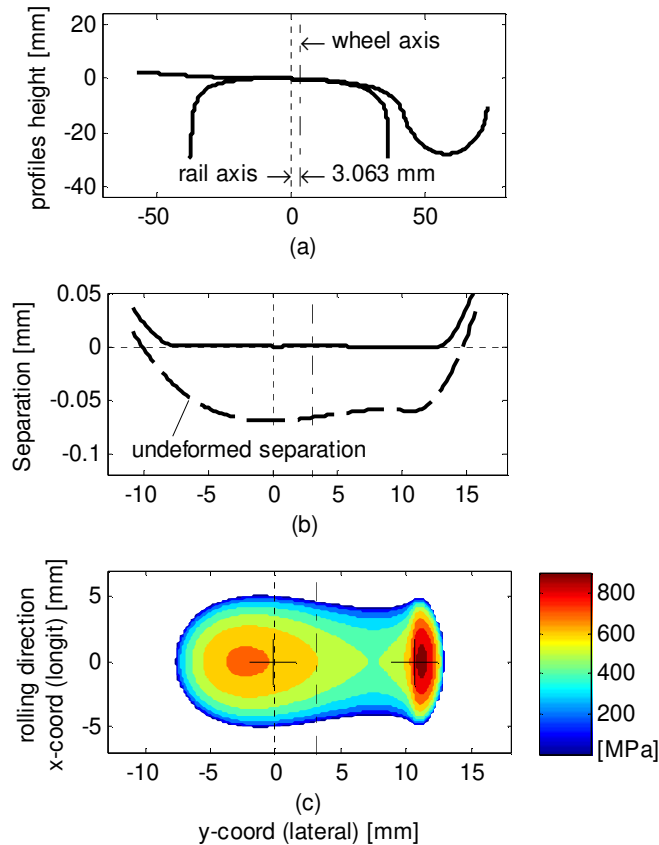 profiles height [mm]
20
0
-20
-40
wheel axis
rail axis
3.063 mm
-50
0
50
(a)
Separation [mm]
0.05
0
-0.05
-0.1
undeformed separation
-10
-5
0
5
10
15
(b)
rolling direction
x-coord (longit) [mm]
5
0
-5
-10
-5
0
5
10
15
800
600
400
200
[MPa]
(c)
y-coord (lateral) [mm]